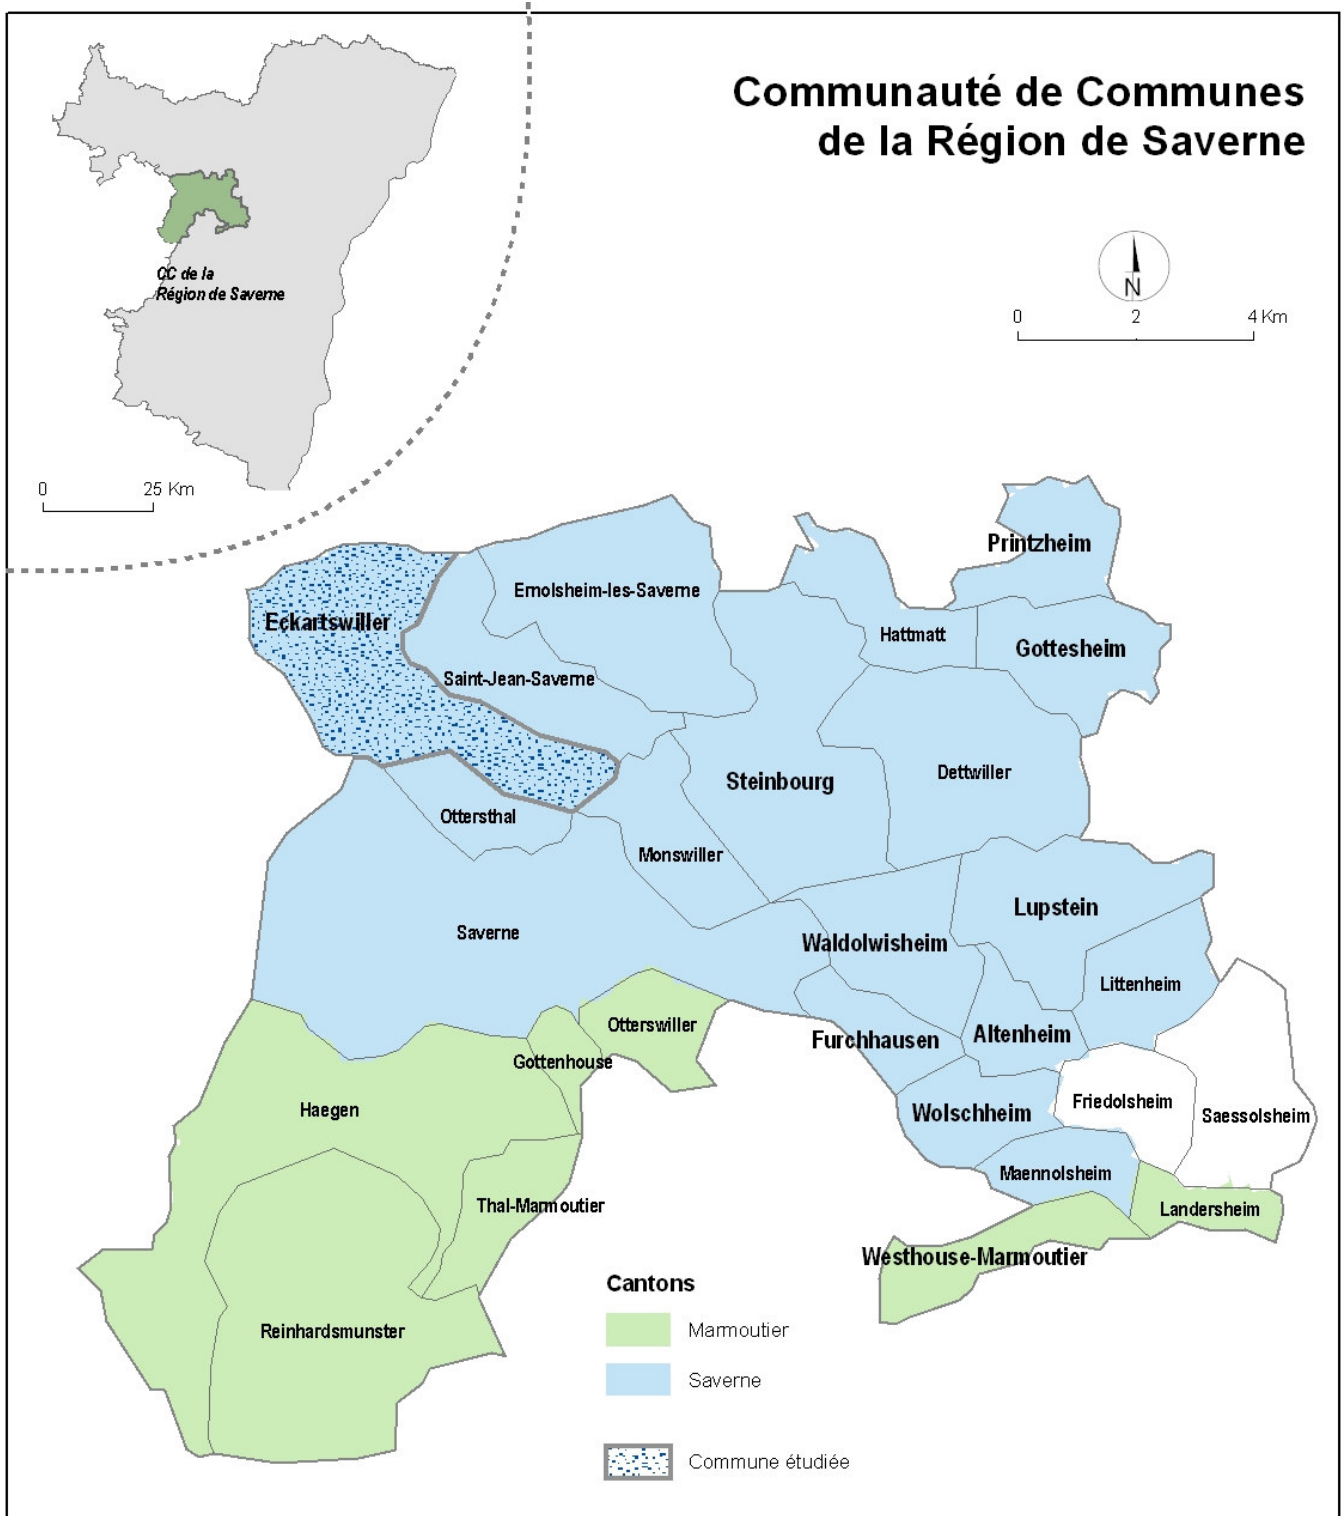 Communauté de Communes
de la Région de Saverne
CC de la
Région de Saverne
0 25 Km
N
0 2 4 Km
Printzheim
Ernolsheim-les-Saverne
Eckartswiller
Hattmatt
Gottesheim
Saint-Jean-Saverne
Steinbourg
Dettwiller
Ottersthal
Monswiller
Lupstein
Saverne
Waldolwisheim
Littenheim
Otterswiller
Furchhausen
Altenheim
Gottenhouse
Haegen
Wolschheim
Friedolsheim
Saessolsheim
Maennolsheim
Thal-Marmoutier
Landersheim
Westhouse-Marmoutier
Reinhardsmunster
Cantons
Marmoutier
Saverne
Commune étudiée